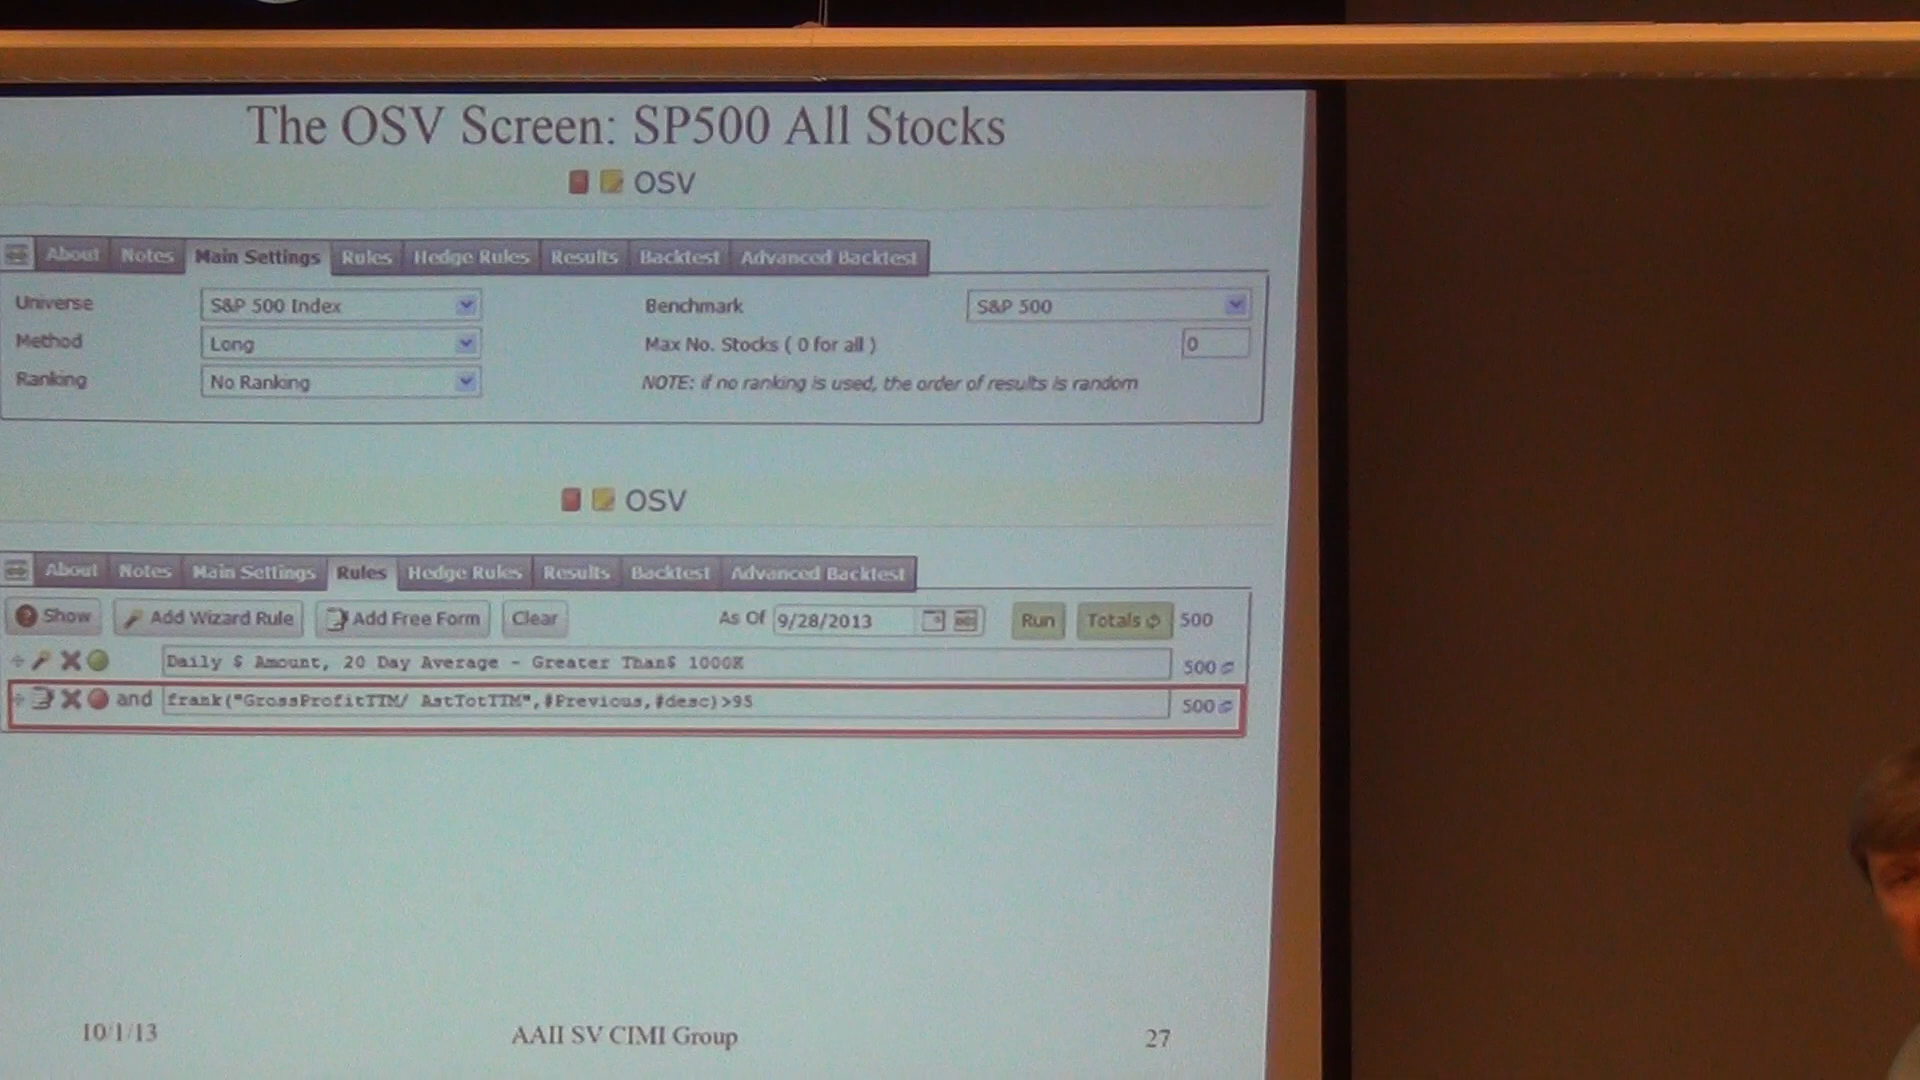 The OSV Screen: SP500 All Stocks
OSV
About Notes Main Settings Rules Hedge Rules Results Backtest Advanced Backtest
Universe S&P 500 Index Benchmark S&P 500
Method Long Max No. Stocks ( 0 for all ) 0
Ranking No Ranking NOTE: if no ranking is used, the order of results is random
OSV
About Notes Main Settings Rules Hedge Rules Results Backtest Advanced Backtest
Show Add Wizard Rule Add Free Form Clear As Of 9/28/2013 Run Totals 500
Daily $ Amount, 20 Day Average - Greater Than$ 1000K 500
and frank("GrossProfitTTM/ AstTotTTM",#Previous,#desc)>95 500
10/1/13 AAII SV CIMI Group 27